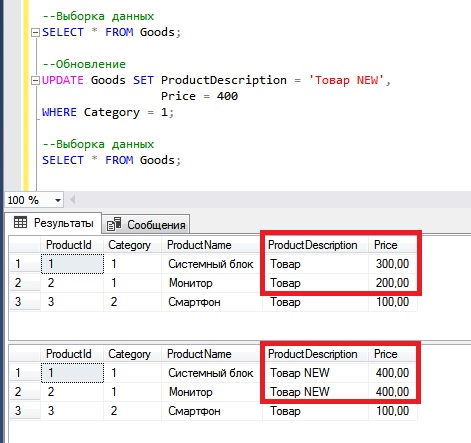 --Выборка данных
SELECT * FROM Goods;
--Обновление
UPDATE Goods SET ProductDescription = 'Товар NEW',
Price = 400
WHERE Category = 1;
--Выборка данных
SELECT * FROM Goods;
100 %
Результаты Сообщения
ProductId Category ProductName ProductDescription Price
1 1 1 Системный блок Товар 300,00
2 2 1 Монитор Товар 200,00
3 3 2 Смартфон Товар 100,00
ProductId Category ProductName ProductDescription Price
1 1 1 Системный блок Товар NEW 400,00
2 2 1 Монитор Товар NEW 400,00
3 3 2 Смартфон Товар 100,00